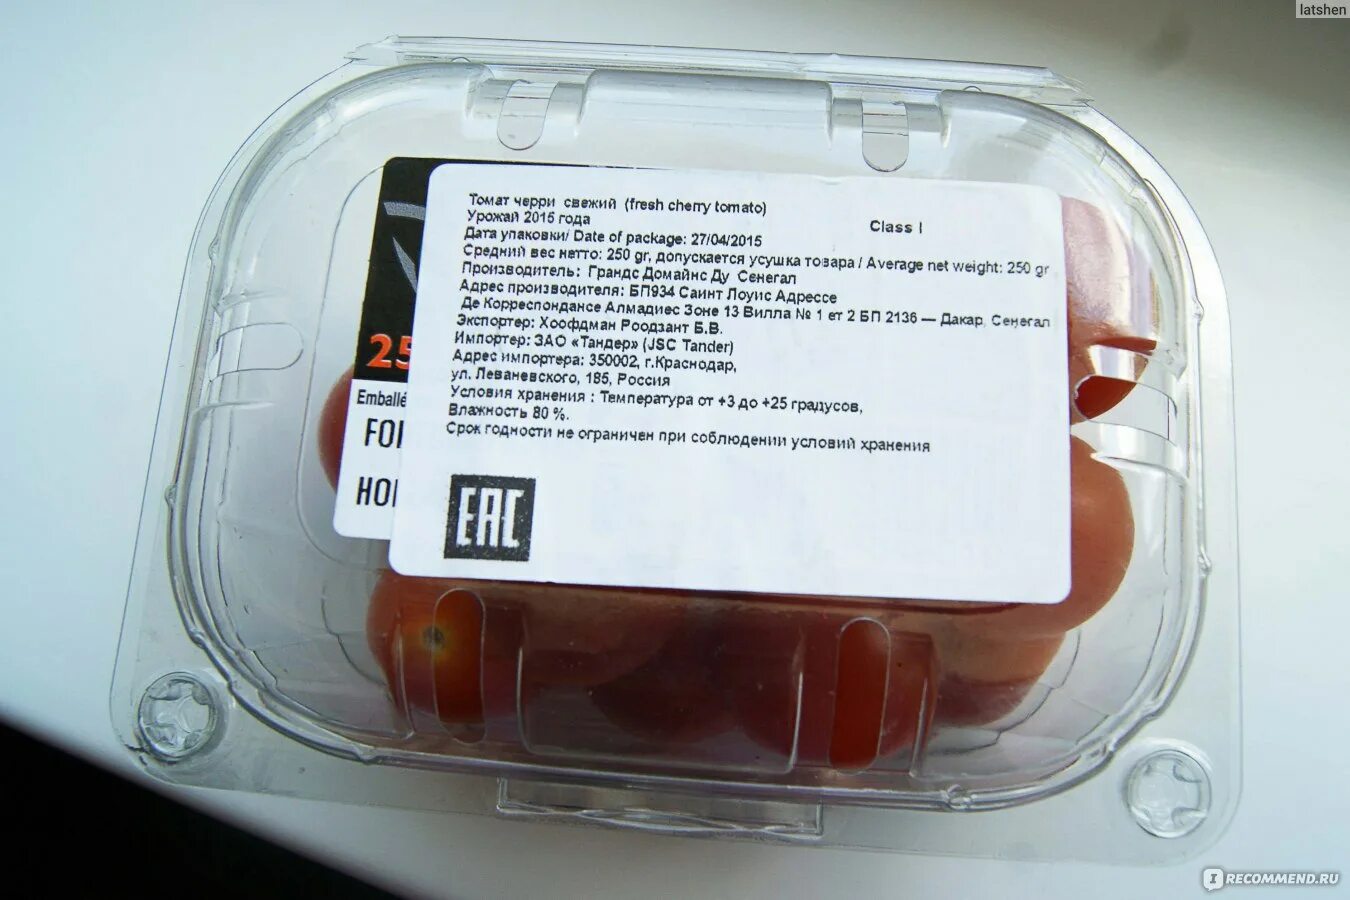 latshen
Томат черри свежий (fresh cherry tomato)
Class I
Урожай 2015 года
Дата упаковки/ Date of package: 27/04/2015
Средний вес нетто: 250 gr, допускается усушка товара / Average net weight: 250 gr
Производитель: Грандс Домайнс Ду Сенегал
Адрес производителя: БП934 Саинт Лоуис Адрессе
Де Корреспондансе Алмадиес Зоне 13 Вилла № 1 ет 2 БП 2136 — Дакар, Сенегал
Экспортер: Хоофдман Роодзант Б.В.
Импортер: ЗАО «Тандер» (JSC Tander)
Адрес импортера: 350002, г.Краснодар,
ул. Леваневского, 185, Россия
Условия хранения : Температура от +3 до +25 градусов,
Влажность 80 %.
Срок годности не ограничен при соблюдении условий хранения
EAC
25
Emballé
FO
HO
IRECOMMEND.RU